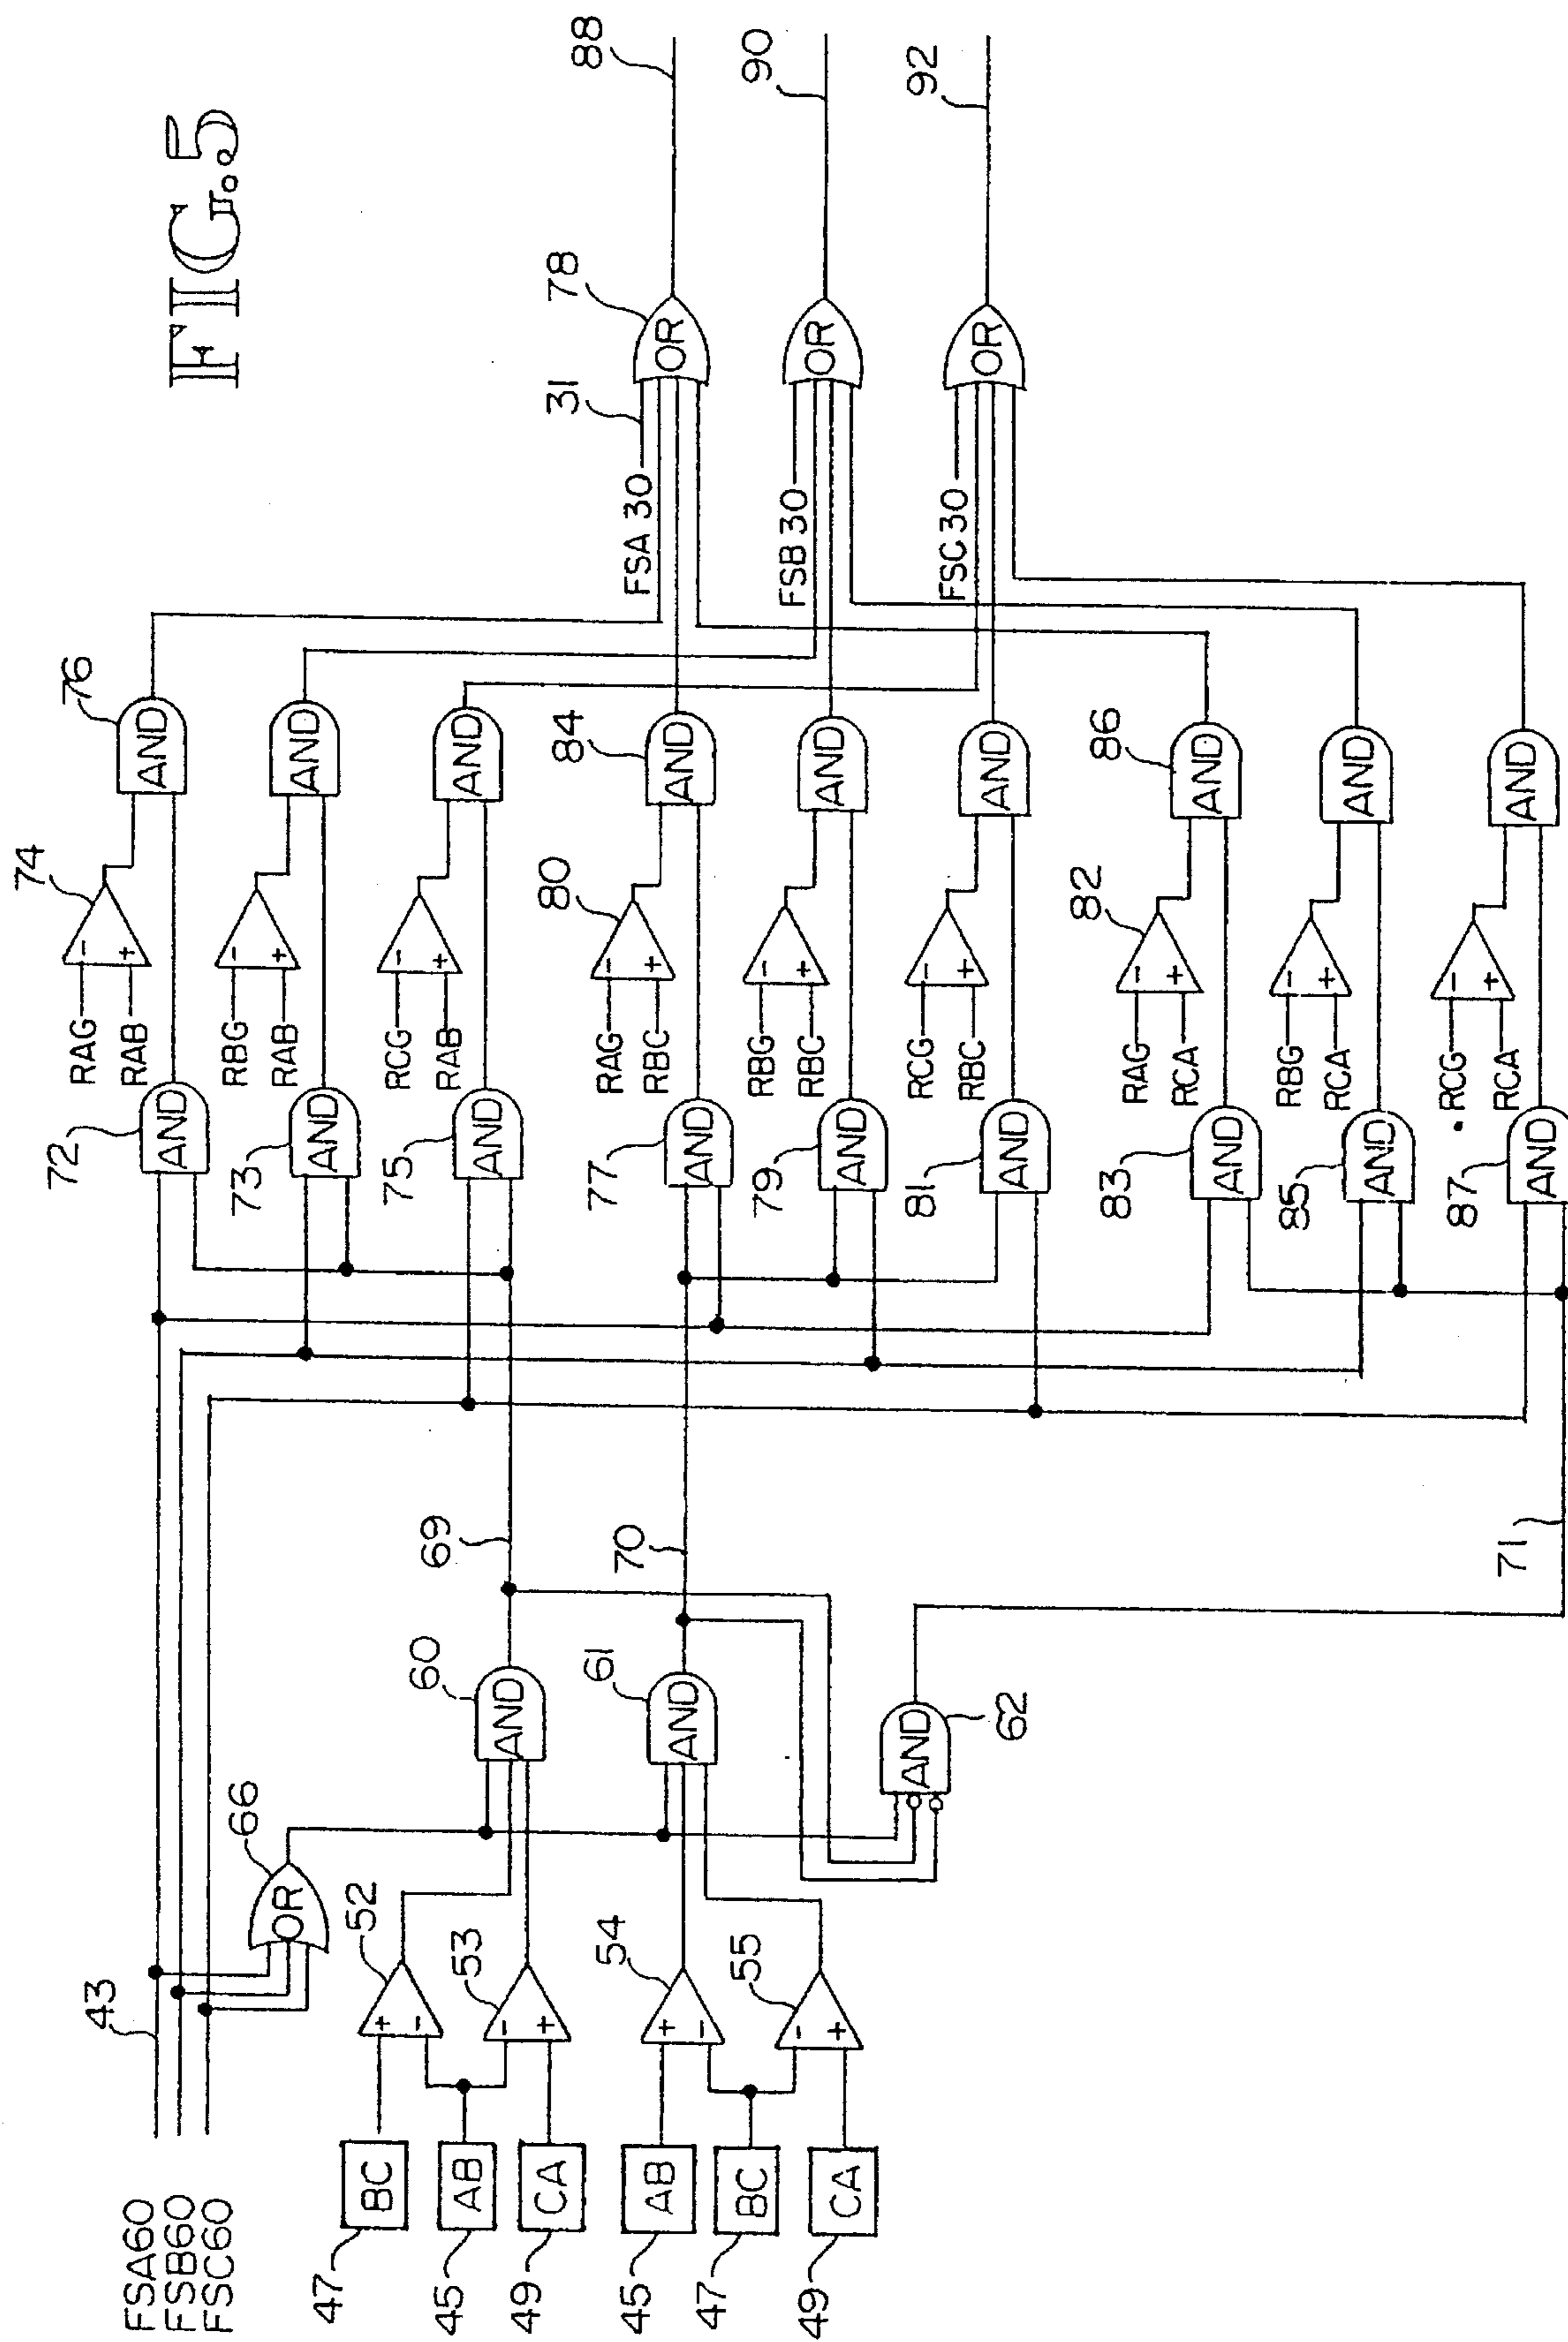 FIG. 5
FSA60
FSB60
FSC60
43
66
OR
47
BC
45
AB
49
CA
45
AB
47
BC
49
CA
52
+
-
53
-
+
54
+
-
55
-
+
60
AND
61
AND
62
AND
69
70
71
72
AND
73
AND
75
AND
77
AND
79
AND
81
AND
83
AND
85
AND
87
AND
RAG
RAB
74
-
+
76
AND
RBG
RAB
-
+
AND
RCG
RAB
-
+
AND
RAG
RBC
80
-
+
84
AND
RBG
RBC
-
+
AND
RCG
RBC
-
+
AND
RAG
RCA
82
-
+
86
AND
RBG
RCA
-
+
AND
RCG
RCA
-
+
AND
FSA 30
31
78
OR
88
FSB 30
OR
90
FSC 30
OR
92